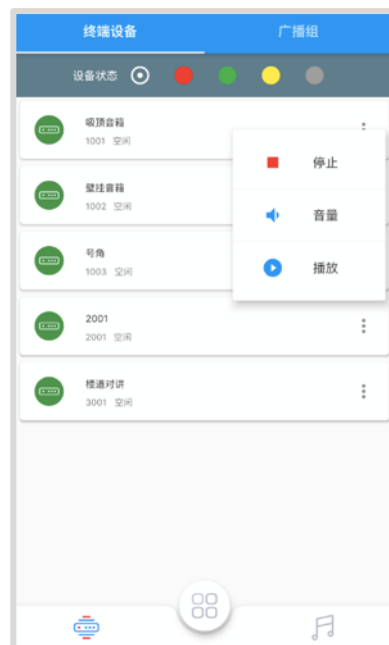 终端设备
广播组
设备状态
吸顶音箱
1001 空闲
停止
壁挂音箱
1002 空闲
音量
号角
1003 空闲
播放
2001
2001 空闲
楼道对讲
3001 空闲